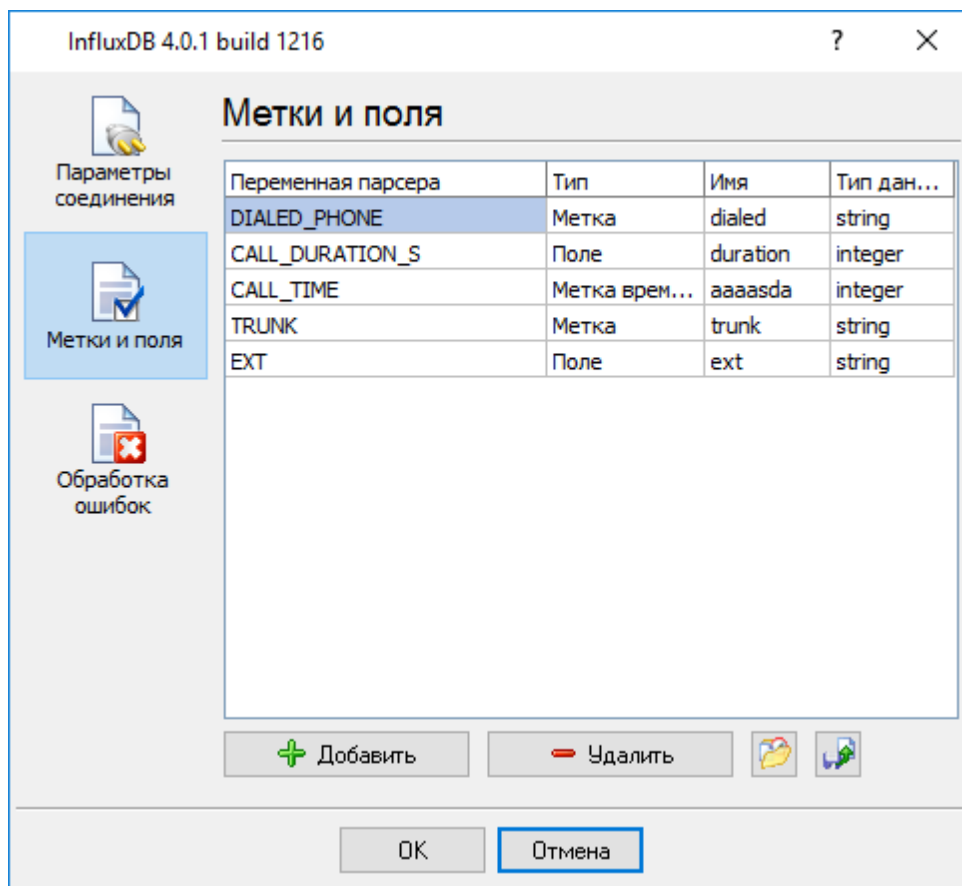 InfluxDB 4.0.1 build 1216
?
Метки и поля
Параметры
соединения
Метки и поля
Обработка
ошибок
Переменная парсера Тип Имя Тип дан...
DIALED_PHONE Метка dialed string
CALL_DURATION_S Поле duration integer
CALL_TIME Метка врем... aaaasda integer
TRUNK Метка trunk string
EXT Поле ext string
Добавить Удалить
OK Отмена